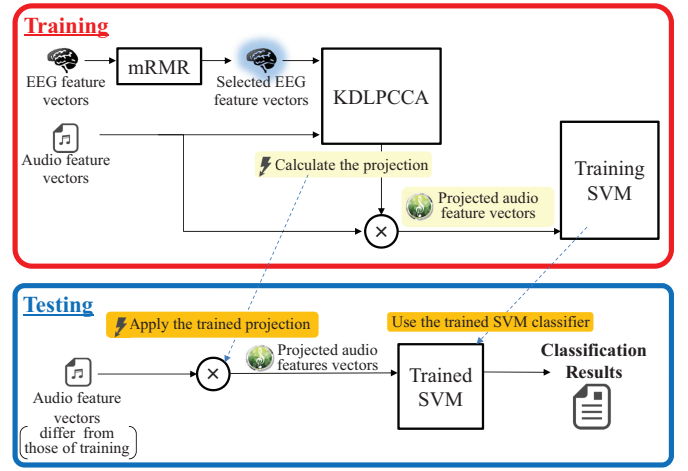 Training
EEG feature
vectors
mRMR
Selected EEG
feature vectors
KDLPCCA
Audio feature
vectors
Calculate the projection
Training
SVM
Projected audio
feature vectors
×
Testing
Apply the trained projection
Use the trained SVM classifier
Audio feature
vectors
differ from
those of training
×
Projected audio
features vectors
Trained
SVM
Classification
Results